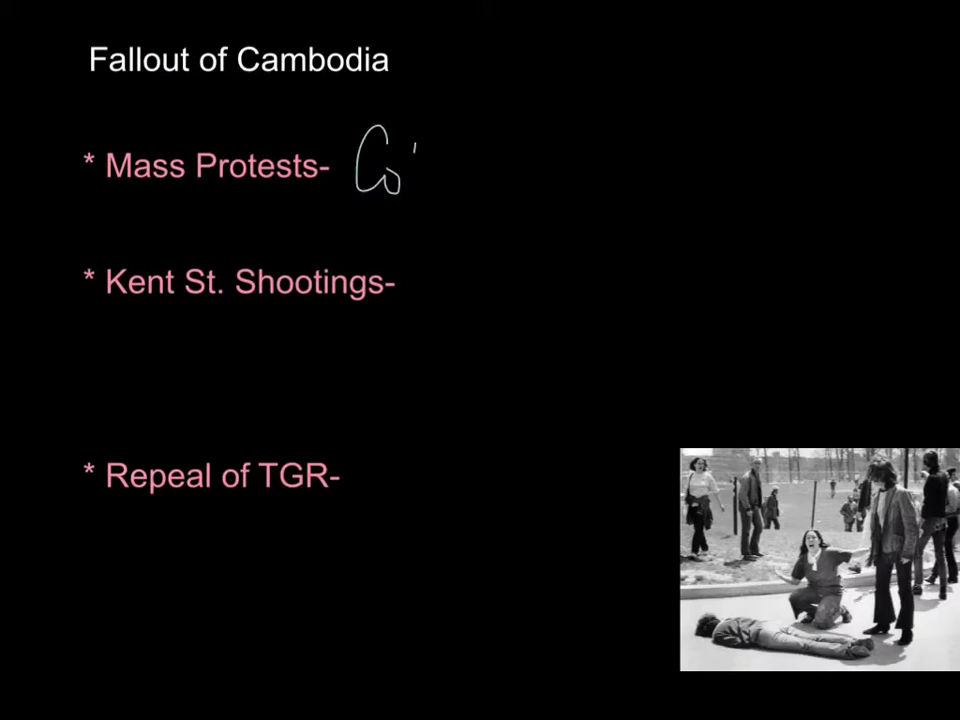 Fallout of Cambodia
* Mass Protests-
* Kent St. Shootings-
* Repeal of TGR-